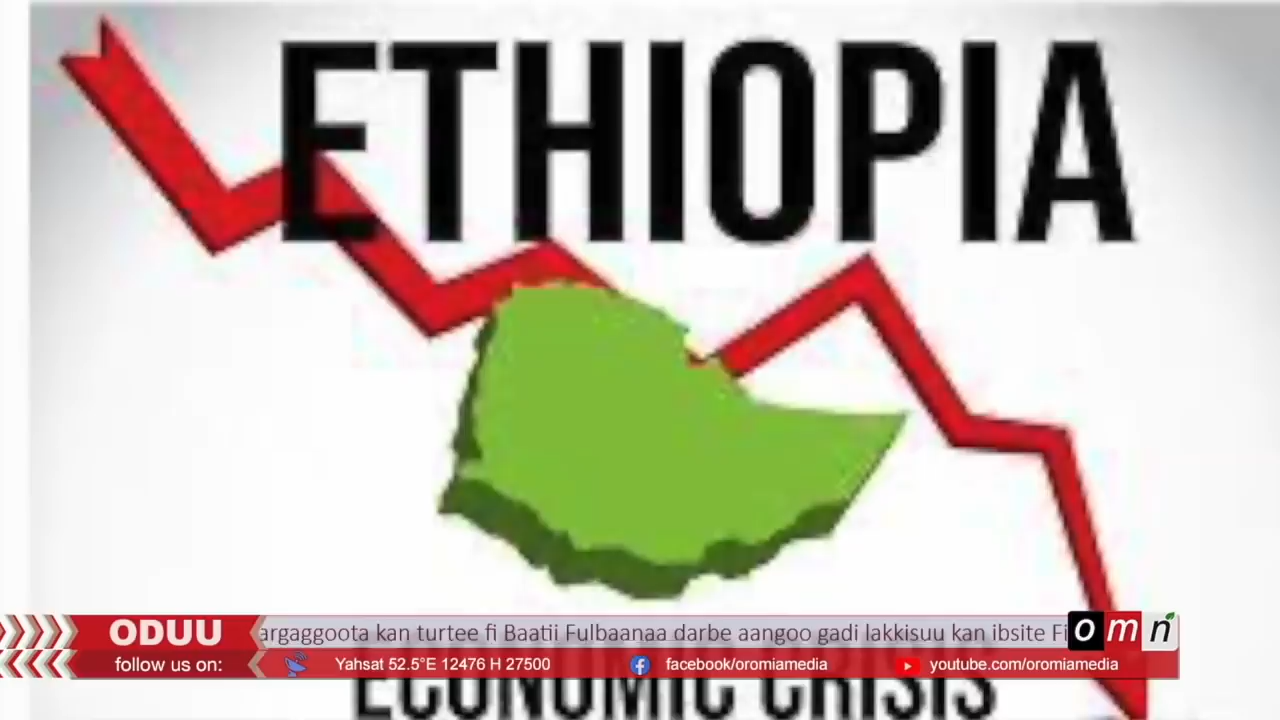 ETHIOPIA
ODUU
argaggoota kan turtee fi Baatii Fulbaanaa darbe aangoo gadi lakkisuu kan ibsite Fi
omn
follow us on:
Yahsat 52.5°E 12476 H 27500
facebook/oromiamedia
youtube.com/oromiamedia
ECONOMIC CRISIS